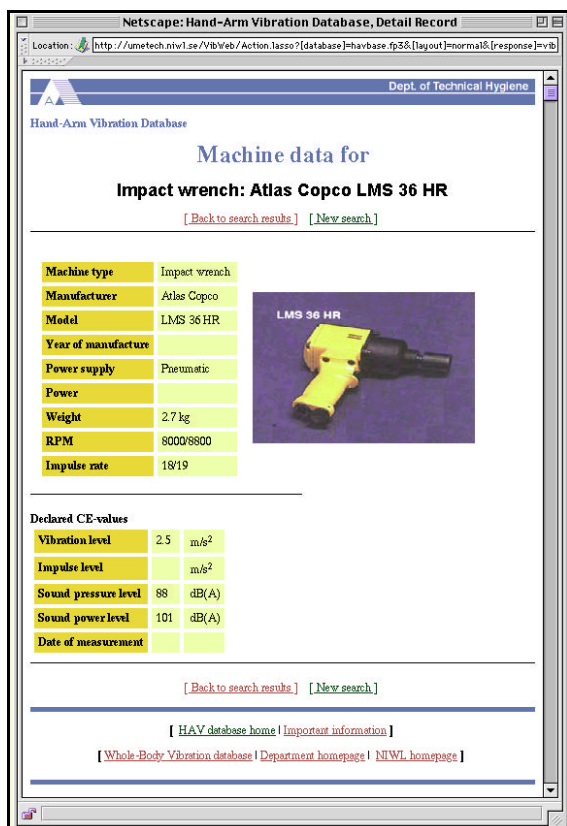 Netscape: Hand-Arm Vibration Database, Detail Record
Location: http://umetech.niwl.se/VibWeb/Action.lasso?[database]=havbase.fp3&[layout]=normal&[response]=vib
Dept. of Technical Hygiene
Hand-Arm Vibration Database
Machine data for
Impact wrench: Atlas Copco LMS 36 HR
[ Back to search results ] [ New search ]
Machine type Impact wrench
Manufacturer Atlas Copco
Model LMS 36 HR
Year of manufacture
Power supply Pneumatic
Power
Weight 2.7 kg
RPM 8000/8800
Impulse rate 18/19
LMS 36 HR
Declared CE-values
Vibration level 2.5 m/s²
Impulse level m/s²
Sound pressure level 88 dB(A)
Sound power level 101 dB(A)
Date of measurement
[ Back to search results ] [ New search ]
[ HAV database home | Important information ]
[ Whole-Body Vibration database | Department homepage | NIWL homepage ]